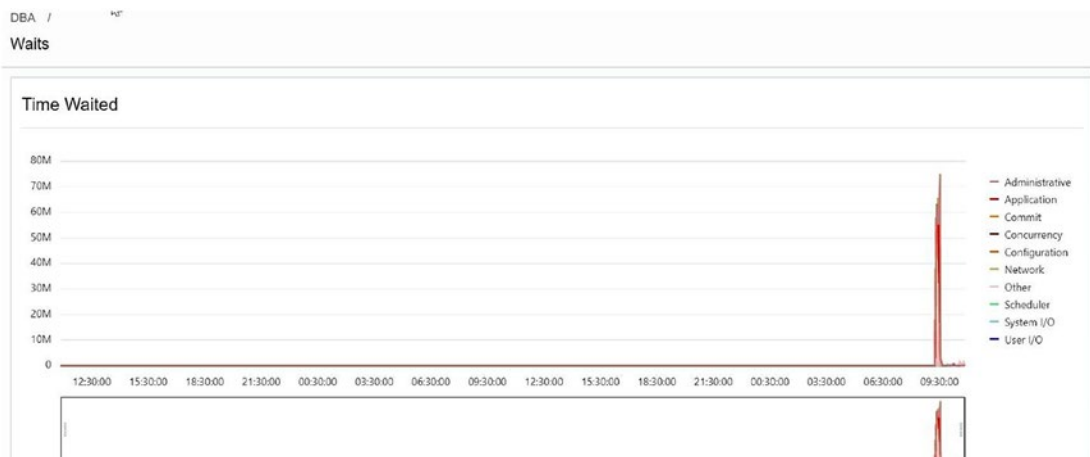 DBA /
Waits
Time Waited
80M
70M
60M
50M
40M
30M
20M
10M
0
12:30:00 15:30:00 18:30:00 21:30:00 00:30:00 03:30:00 06:30:00 09:30:00 12:30:00 15:30:00 18:30:00 21:30:00 00:30:00 03:30:00 06:30:00 09:30:00
Administrative
Application
Commit
Concurrency
Configuration
Network
Other
Scheduler
System I/O
User I/O